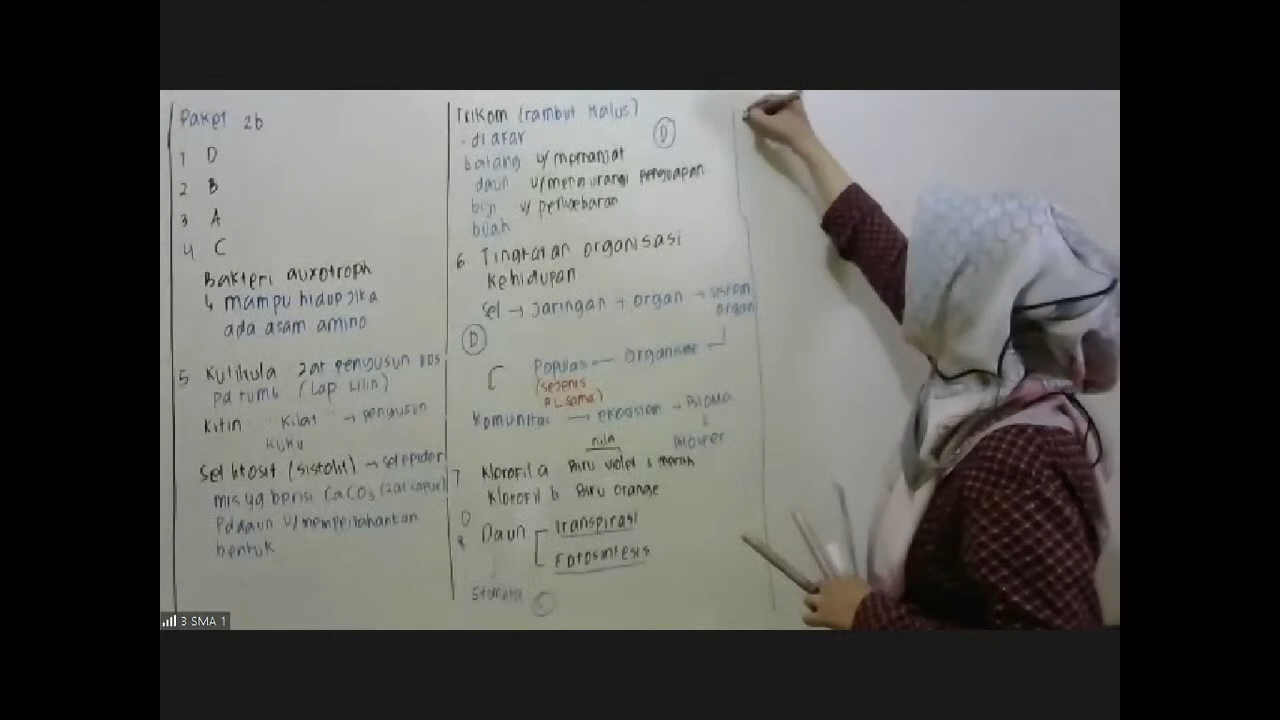 Paket 2b
1 D
2 B
3 A
4 C
Bakteri auxotroph
↳ mampu hidup jika
ada asam amino
5 Kutikula zat penyusun
pd tumb (Lap Lilin)
Kitin Kilat → penyusun
kuku
Sel litosit (sistolit) → sel epider
mis yg berisi CaCO3 (zat kapur)
Pd daun u/ mempertahankan
bentuk
Trikom (rambut Halus)
- di akar
batang u/ memanjat
daun u/ mengurangi penguapan
biji u/ penyebaran
buah
D
6 Tingkatan organisasi
kehidupan
Sel → Jaringan → organ → sistem
organ
D
Populasi — Organisme
(sejenis
sama)
Komunitas → ekosistem → Bioma
Biosfer
nila
7 Klorofil a Biru violet & merah
Klorofil b Biru orange
D
8 Daun Transpirasi
Fotosintesis
Stomata
3 SMA 1